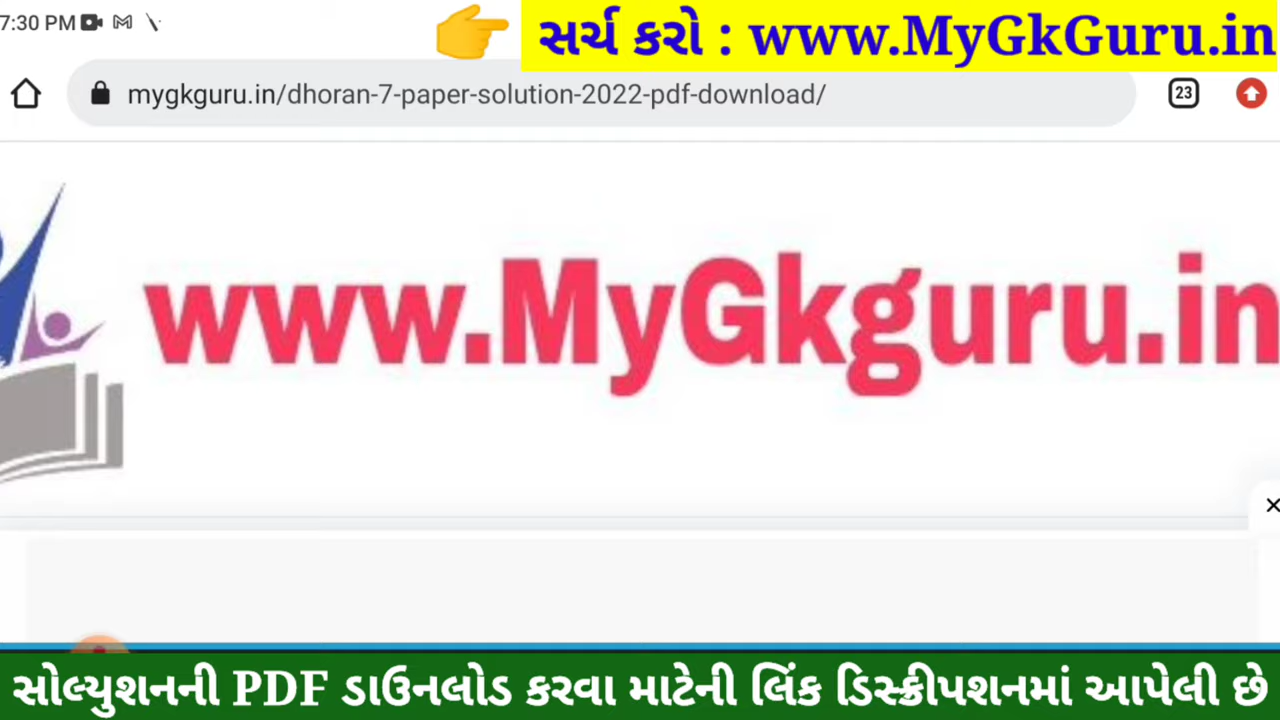 7:30 PM
સર્ચ કરો : www.MyGkGuru.in
mygkguru.in/dhoran-7-paper-solution-2022-pdf-download/
23
www.MyGkguru.in
સોલ્યુશનની PDF ડાઉનલોડ કરવા માટેની લિંક ડિસ્ક્રીપશનમાં આપેલી છે